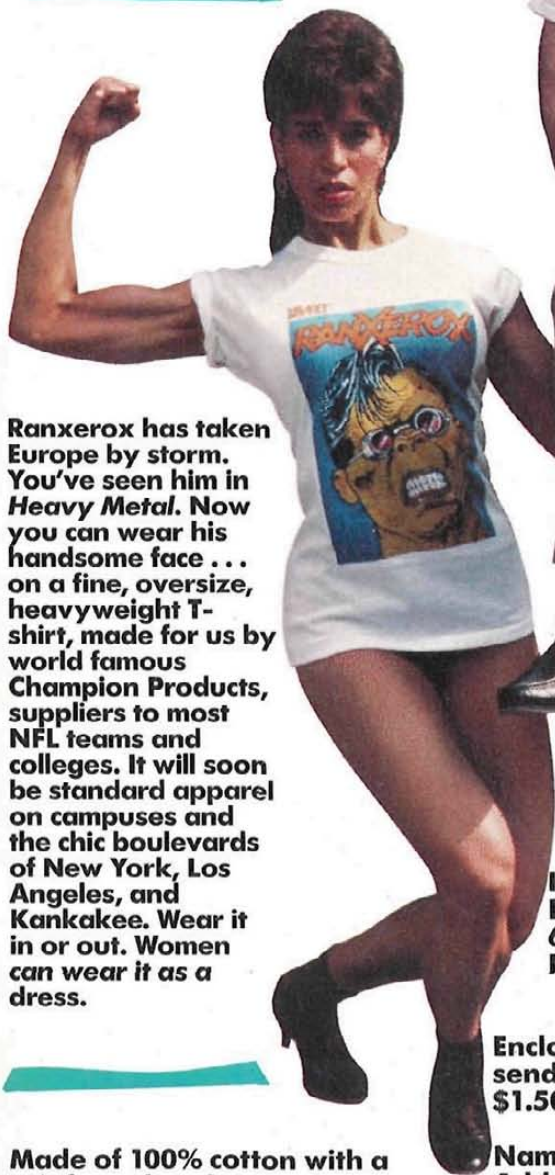 RANXEROX
Ranxerox has taken
Europe by storm.
You've seen him in
Heavy Metal. Now
you can wear his
handsome face . . .
on a fine, oversize,
heavyweight T-
shirt, made for us by
world famous
Champion Products,
suppliers to most
NFL teams and
colleges. It will soon
be standard apparel
on campuses and
the chic boulevards
of New York, Los
Angeles, and
Kankakee. Wear it
in or out. Women
can wear it as a
dress.
send
$1.50
Made of 100% cotton with a